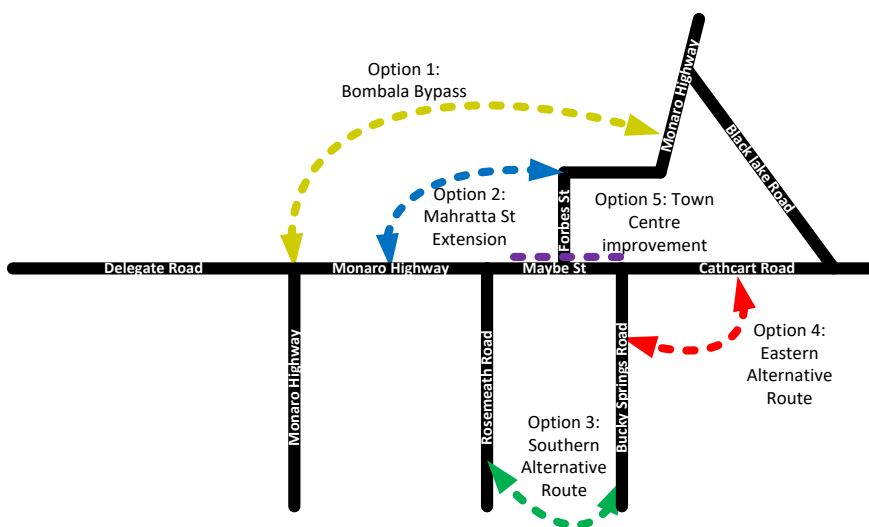 Option 1:
Bombala Bypass
Monaro Highway
Black lake Road
Option 2:
Mahratta St
Extension
Forbes St
Option 5: Town
Centre
improvement
Delegate Road
Monaro Highway
Maybe St
Cathcart Road
Monaro Highway
Rosemeath Road
Bucky Springs Road
Option 4:
Eastern
Alternative
Route
Option 3:
Southern
Alternative
Route